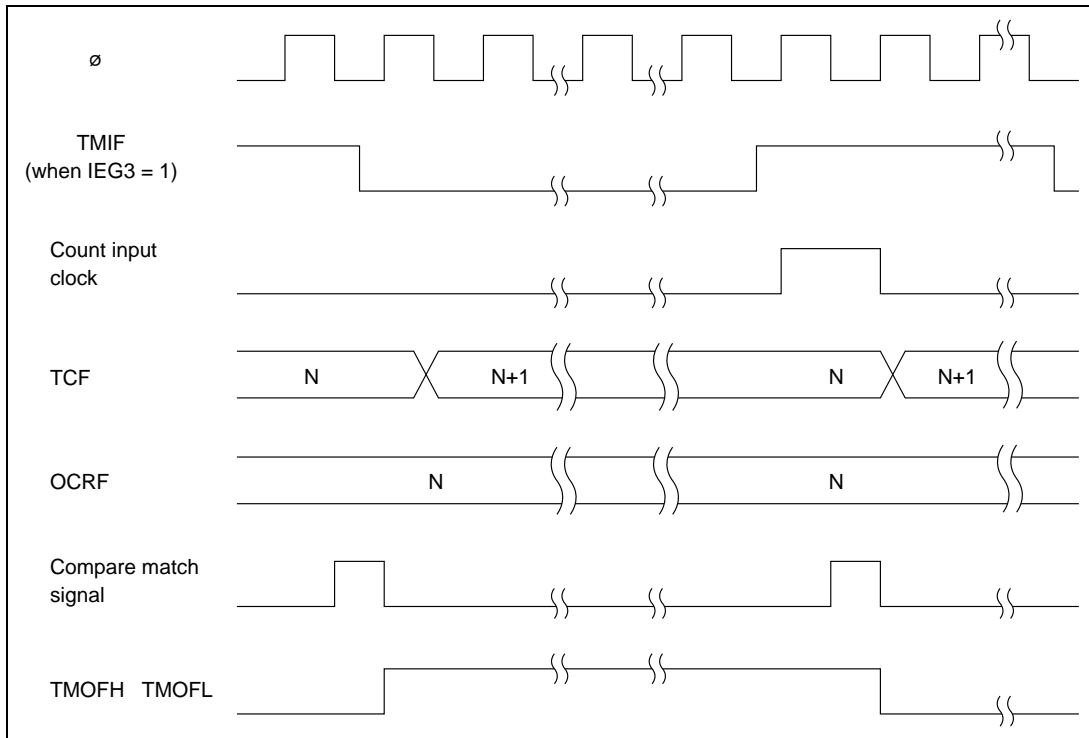 ø
TMIF
(when IEG3 = 1)
Count input
clock
TCF
N
N+1
N
N+1
OCRF
N
N
Compare match
signal
TMOFH TMOFL